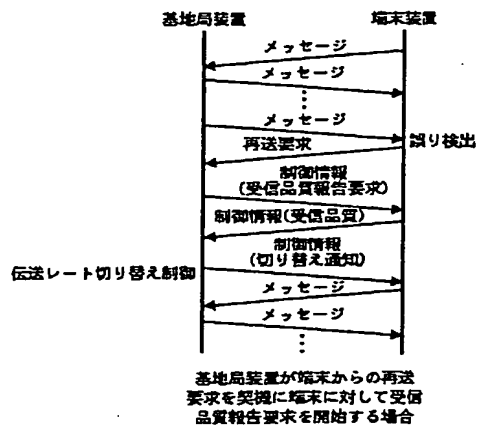 基地局装置
端末装置
メッセージ
メッセージ
メッセージ
誤り検出
再送要求
制御情報
(受信品質報告要求)
制御情報(受信品質)
制御情報
(切り替え通知)
伝送レート切り替え制御
メッセージ
メッセージ
基地局装置が端末からの再送
要求を契機に端末に対して受信
品質報告要求を開始する場合